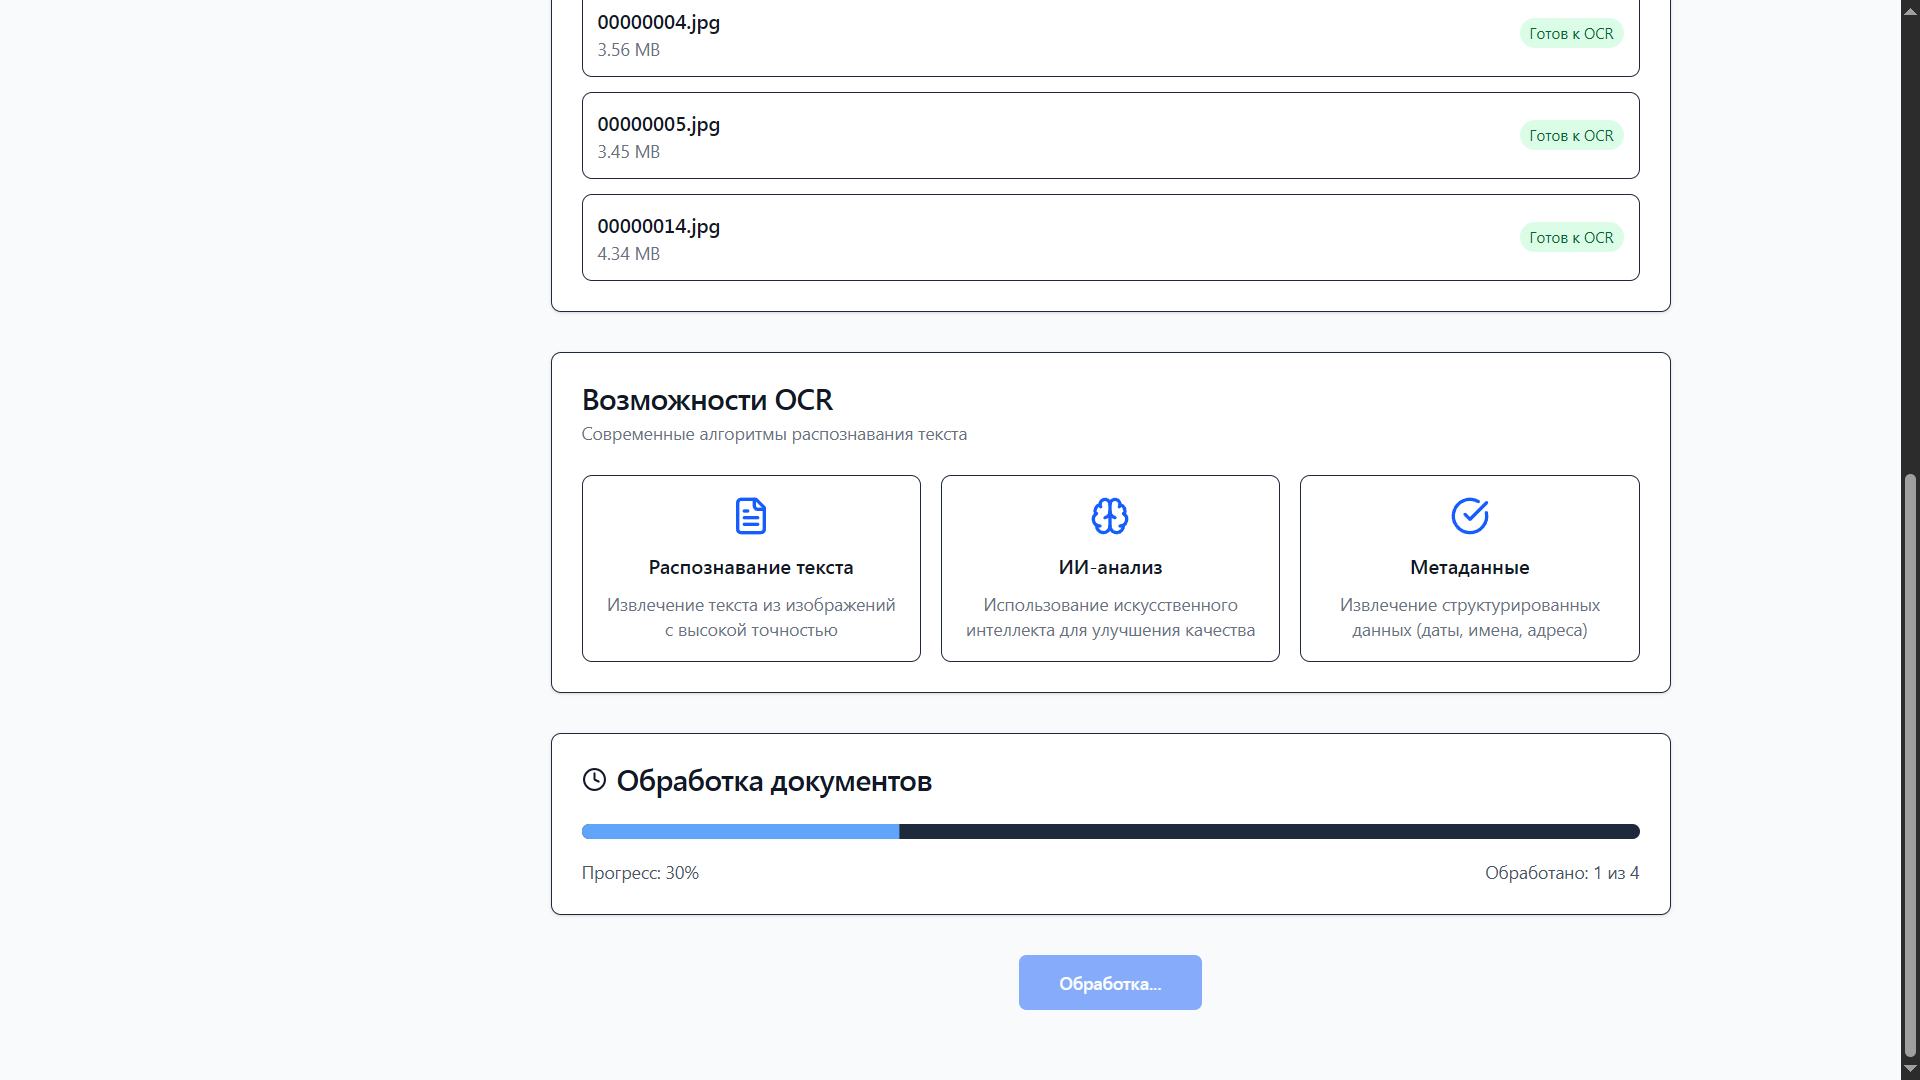 00000004.jpg
3.56 MB
Готов к OCR
00000005.jpg
3.45 MB
Готов к OCR
00000014.jpg
4.34 MB
Готов к OCR
Возможности OCR
Современные алгоритмы распознавания текста
Распознавание текста
Извлечение текста из изображений
с высокой точностью
ИИ-анализ
Использование искусственного
интеллекта для улучшения качества
Метаданные
Извлечение структурированных
данных (даты, имена, адреса)
Обработка документов
Прогресс: 30%
Обработано: 1 из 4
Обработка...